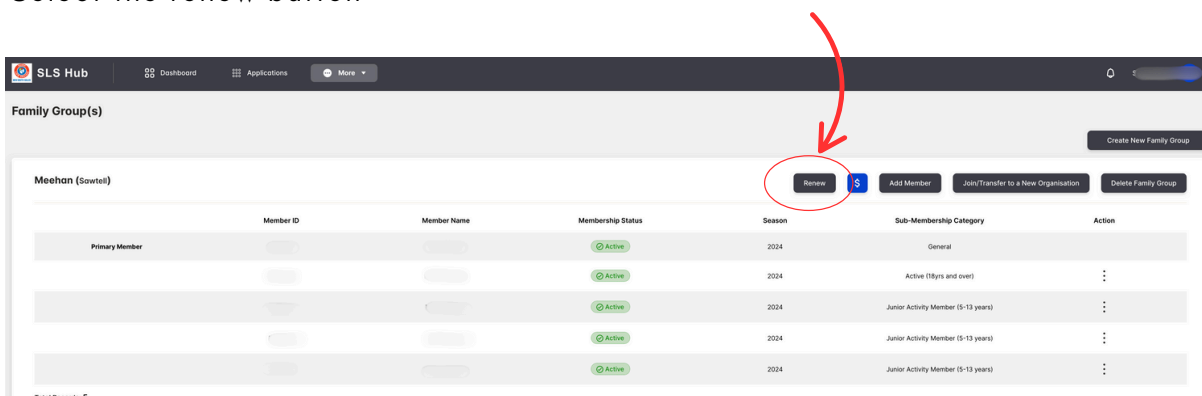 SLS Hub Dashboard Applications More
Family Group(s)
Create New Family Group
Meehan (Sawtell) Renew $ Add Member Join/Transfer to a New Organisation Delete Family Group
Member ID Member Name Membership Status Season Sub-Membership Category Action
Primary Member Active 2024 General
Active 2024 Active (18yrs and over)
Active 2024 Junior Activity Member (5-13 years)
Active 2024 Junior Activity Member (5-13 years)
Active 2024 Junior Activity Member (5-13 years)